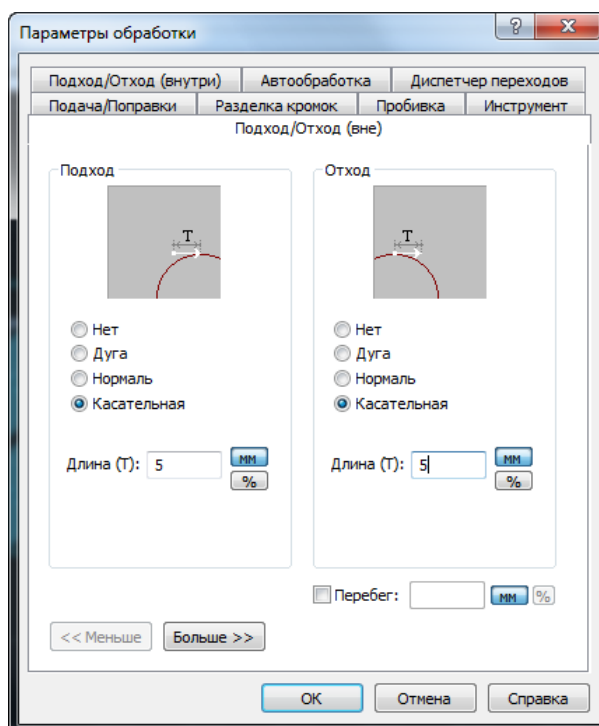 Параметры обработки
Подход/Отход (внутри) Автообработка Диспетчер переходов
Подача/Поправки Разделка кромок Пробивка Инструмент
Подход/Отход (вне)
Подход Отход
T T
Нет Нет
Дуга Дуга
Нормаль Нормаль
Касательная Касательная
Длина (T): 5 мм Длина (T): 5 мм
% %
Перебег: мм %
<< Меньше Больше >>
ОК Отмена Справка